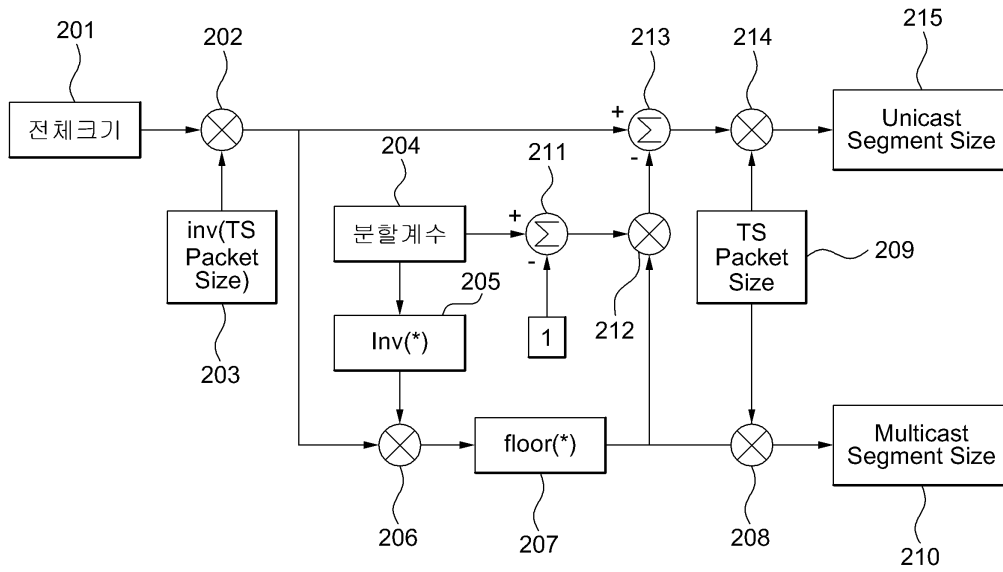 201
202
213
214
215
전체크기
+
Σ
-
Unicast
Segment Size
204
211
inv(TS
Packet
Size)
분할계수
+
Σ
-
TS
Packet
Size
209
205
212
203
Inv(*)
1
floor(*)
Multicast
Segment Size
206
207
208
210